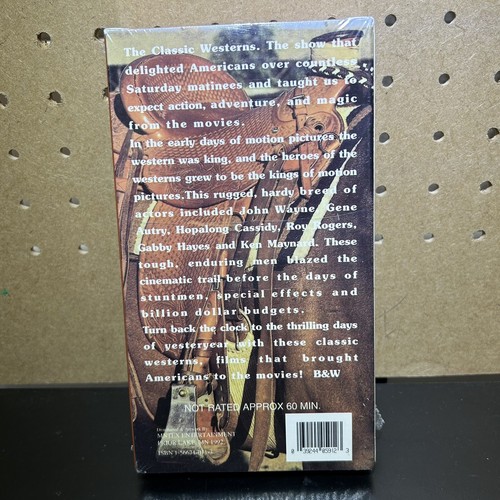 The Classic Westerns. The show that
delighted Americans over countless
Saturday matinees and taught us to
expect action, adventure, and magic
from the movies.
In the early days of motion pictures the
western was king, and the heroes of the
westerns grew to be the kings of motion
pictures.This rugged, hardy breed of
actors included John Wayne, Gene
Autry, Hopalong Cassidy, Roy Rogers,
Gabby Hayes and Ken Maynard. These
tough, enduring men blazed the
cinematic trail before the days of
stuntmen, special effects and
billion dollar budgets.
Turn back the clock to the thrilling days
of yesteryear with these classic
westerns, films that brought
Americans to the movies! B&W
NOT RATED APPROX 60 MIN.
ENTERTAINMENT
PRIOR LAKE, MN 1992
ISBN